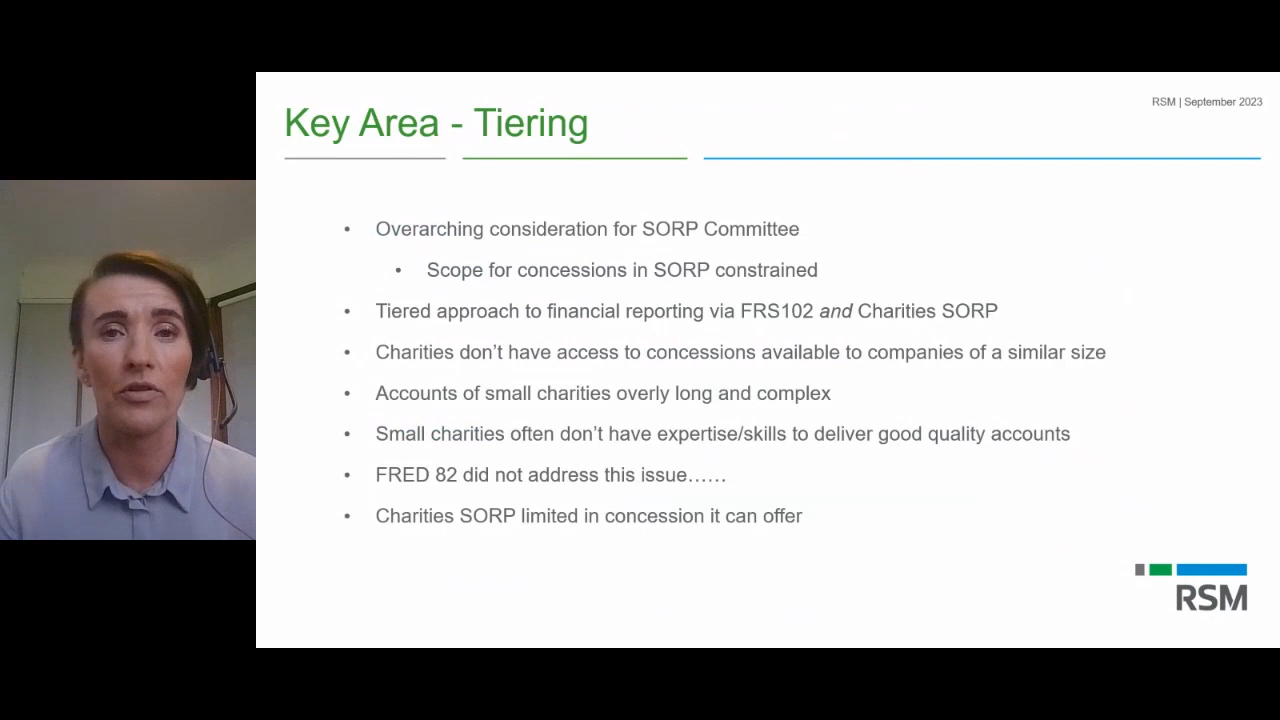 RSM | September 2023
Key Area - Tiering
• Overarching consideration for SORP Committee
• Scope for concessions in SORP constrained
• Tiered approach to financial reporting via FRS102 and Charities SORP
• Charities don’t have access to concessions available to companies of a similar size
• Accounts of small charities overly long and complex
• Small charities often don’t have expertise/skills to deliver good quality accounts
• FRED 82 did not address this issue……
• Charities SORP limited in concession it can offer
RSM